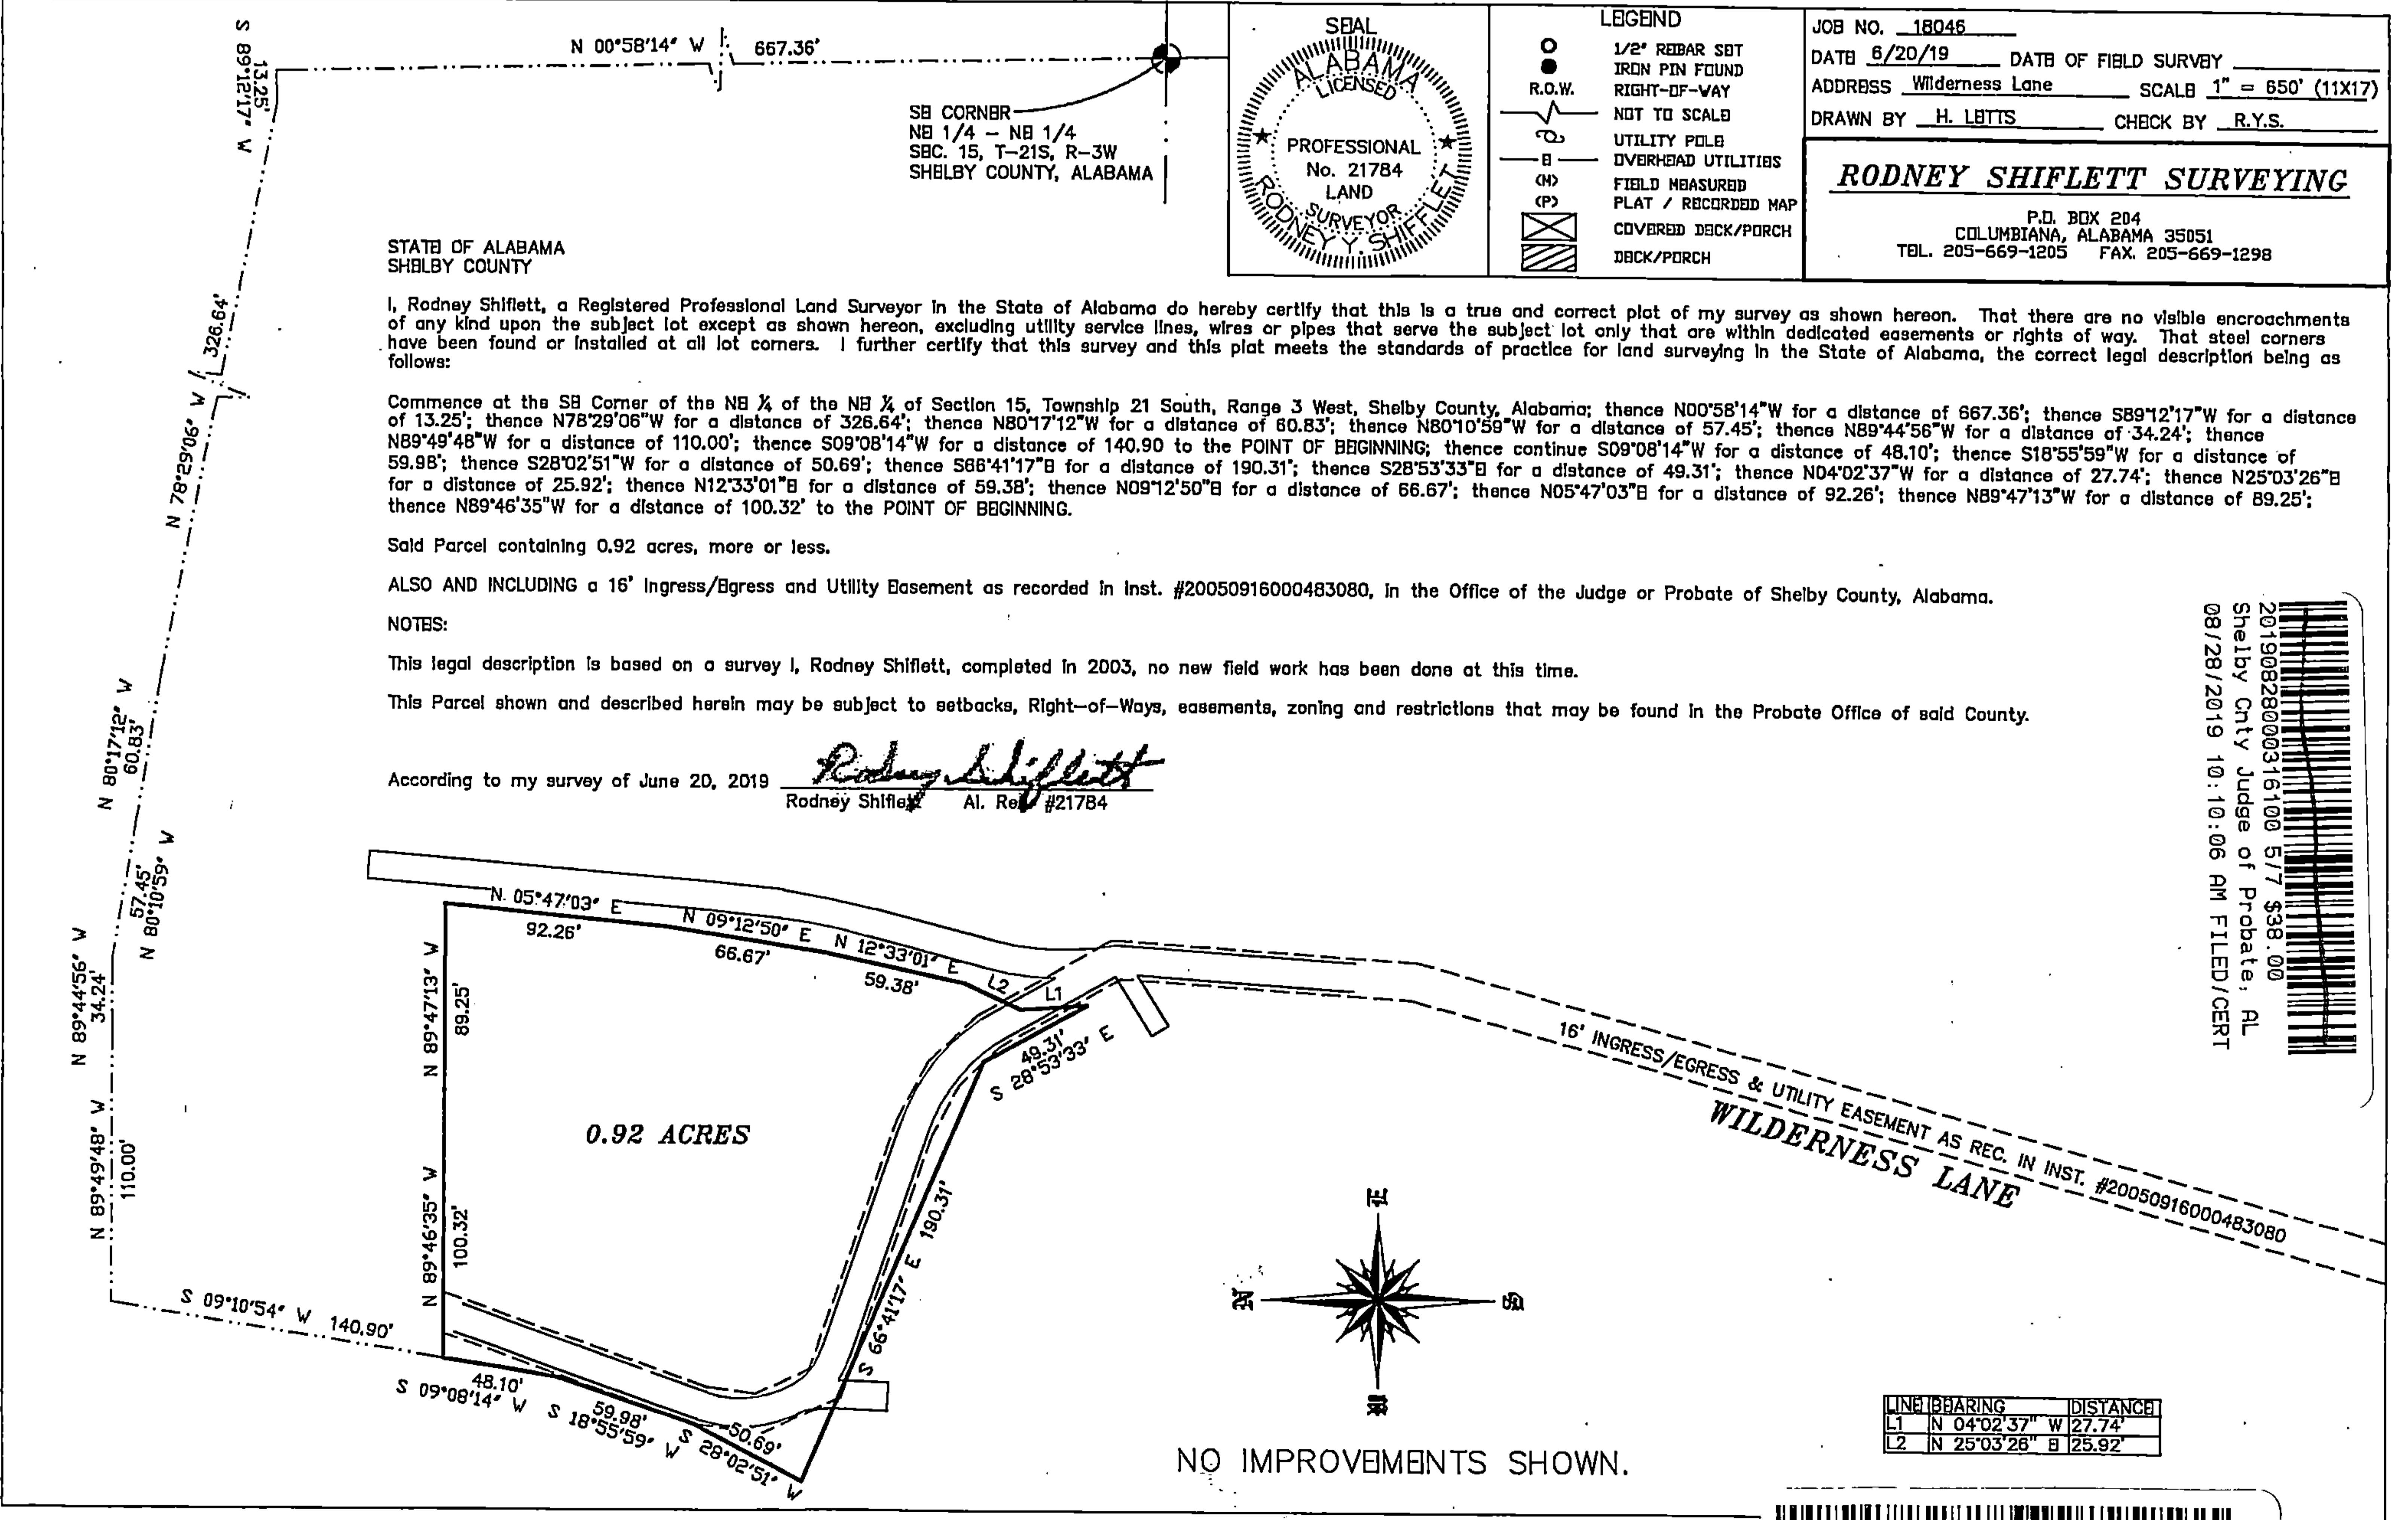 S 89°12'17" W
13.25'
N 00°58'14" W 667.36'
SE CORNER
NE 1/4 - NE 1/4
SEC. 15, T-21S, R-3W
SHELBY COUNTY, ALABAMA
SEAL
ALABAMA
LICENSED
PROFESSIONAL
No. 21784
LAND
SURVEYOR
RODNEY Y. SHIFFLETT
LEGEND
1/2" REBAR SET
IRON PIN FOUND
R.O.W. RIGHT-OF-WAY
NOT TO SCALE
UTILITY POLE
E OVERHEAD UTILITIES
(M) FIELD MEASURED
(P) PLAT / RECORDED MAP
COVERED DECK/PORCH
DECK/PORCH
JOB NO. 18046
DATE 6/20/19 DATE OF FIELD SURVEY
ADDRESS Wilderness Lane SCALE 1" = 650' (11X17)
DRAWN BY H. LETTS CHECK BY R.Y.S.
RODNEY SHIFLETT SURVEYING
P.O. BOX 204
COLUMBIANA, ALABAMA 35051
TEL. 205-669-1205 FAX. 205-669-1298
STATE OF ALABAMA
SHELBY COUNTY
I, Rodney Shiflett, a Registered Professional Land Surveyor in the State of Alabama do hereby certify that this is a true and correct plat of my survey as shown hereon. That there are no visible encroachments
of any kind upon the subject lot except as shown hereon, excluding utility service lines, wires or pipes that serve the subject lot only that are within dedicated easements or rights of way. That steel corners
have been found or installed at all lot corners. I further certify that this survey and this plat meets the standards of practice for land surveying in the State of Alabama, the correct legal description being as
follows:
Commence at the SE Corner of the NE ¼ of the NE ¼ of Section 15, Township 21 South, Range 3 West, Shelby County, Alabama; thence N00°58'14"W for a distance of 667.36'; thence S89°12'17"W for a distance
of 13.25'; thence N78°29'06"W for a distance of 326.64'; thence N80°17'12"W for a distance of 60.83'; thence N80°10'59"W for a distance of 57.45'; thence N89°44'56"W for a distance of 34.24'; thence
N89°49'48"W for a distance of 110.00'; thence S09°08'14"W for a distance of 140.90 to the POINT OF BEGINNING; thence continue S09°08'14"W for a distance of 48.10'; thence S18°55'59"W for a distance of
59.98'; thence S28°02'51"W for a distance of 50.69'; thence S66°41'17"E for a distance of 190.31'; thence S28°53'33"E for a distance of 49.31'; thence N04°02'37"W for a distance of 27.74'; thence N25°03'26"E
for a distance of 25.92'; thence N12°33'01"E for a distance of 59.38'; thence N09°12'50"E for a distance of 66.67'; thence N05°47'03"E for a distance of 92.26'; thence N89°47'13"W for a distance of 89.25';
thence N89°46'35"W for a distance of 100.32' to the POINT OF BEGINNING.
Said Parcel containing 0.92 acres, more or less.
ALSO AND INCLUDING a 16' Ingress/Egress and Utility Easement as recorded in Inst. #20050916000483080, in the Office of the Judge or Probate of Shelby County, Alabama.
NOTES:
This legal description is based on a survey I, Rodney Shiflett, completed in 2003, no new field work has been done at this time.
This Parcel shown and described herein may be subject to setbacks, Right-of-Ways, easements, zoning and restrictions that may be found in the Probate Office of said County.
According to my survey of June 20, 2019 Rodney Shiflett
Rodney Shiflett Al. Reg. #21784
20190828000316100 5/7 $38.00
Shelby Cnty Judge of Probate, AL
08/28/2019 10:10:06 AM FILED/CERT
N 78°29'06" W 326.64'
N 80°17'12" W
60.83'
57.45'
N 80°10'59" W
N 89°44'56" W
34.24'
N 89°49'48" W
110.00'
S 09°10'54" W 140.90'
N 05°47'03" E
92.26'
N 09°12'50" E
66.67'
N 12°33'01" E
59.38'
L2
L1
49.31'
S 28°53'33" E
N 89°47'13" W
89.25'
0.92 ACRES
N 89°46'35" W
100.32'
S 66°41'17" E 190.31'
48.10'
S 09°08'14" W
59.98'
S 18°55'59" W
50.69'
S 28°02'51" W
16' INGRESS/EGRESS & UTILITY EASEMENT AS REC. IN INST. #20050916000483080
WILDERNESS LANE
E
N
S
W
NO IMPROVEMENTS SHOWN.
LINE BEARING DISTANCE
L1 N 04°02'37" W 27.74'
L2 N 25°03'26" E 25.92'